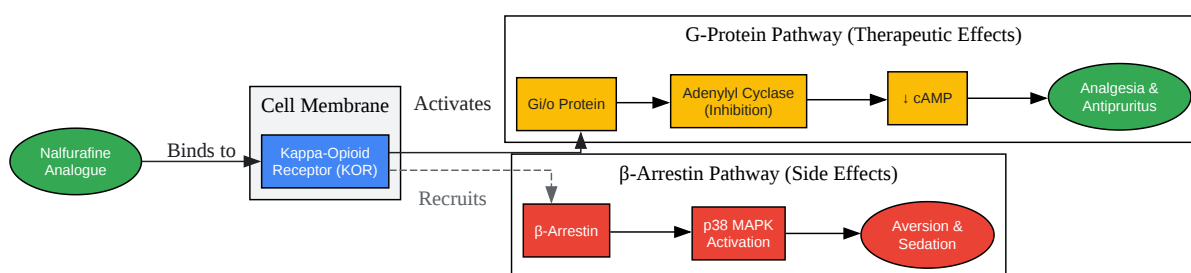 G-Protein Pathway (Therapeutic Effects)
Gi/o Protein
Adenylyl Cyclase
(Inhibition)
↓ cAMP
Analgesia &
Antipruritus
Cell Membrane
Activates
Nalfurafine
Analogue
Binds to
Kappa-Opioid
Receptor (KOR)
Recruits
β-Arrestin Pathway (Side Effects)
β-Arrestin
p38 MAPK
Activation
Aversion &
Sedation